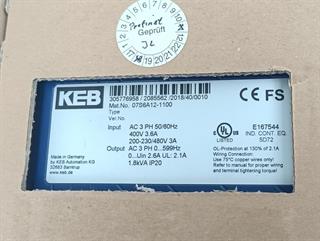 Profinet
Geprüft
JL
KEB
305776958 / 2085562 /2018/40/0010
Mat.No. 07S6A12-1100
Type
Ver.No.
Input AC 3 PH 50/60Hz
400V 3.6A
200-230/480V 3A
Output AC 3 PH 0...599Hz
0...Uin 2.6A UL: 2.1A
1.8kVA IP20
CE FS
UL LISTED E167544
IND. CONT. EQ.
5D72
OL-Protection at 130% of 2.1A
Wiring Connection:
Use 75°C copper wires only!
Refer to manual for proper wiring
and terminal tightening torque!
Made in Germany
by KEB Automation KG
32683 Barntrup
www.keb.de